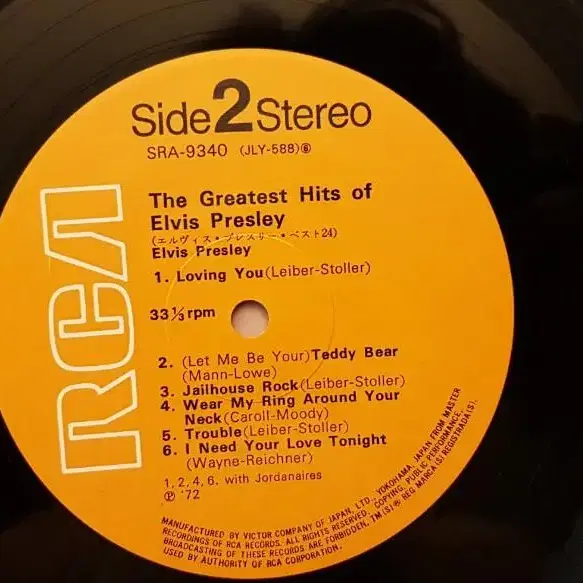 Side 2 Stereo
SRA-9340 (JLY-588)⑥
The Greatest Hits of
Elvis Presley
(エルヴィス・プレスリー・ベスト24)
Elvis Presley
1. Loving You (Leiber-Stoller)
33⅓ rpm
2. (Let Me Be Your) Teddy Bear
(Mann-Lowe)
3. Jailhouse Rock (Leiber-Stoller)
4. Wear My Ring Around Your
Neck (Caroll-Moody)
5. Trouble (Leiber-Stoller)
6. I Need Your Love Tonight
(Wayne-Reichner)
1, 2, 4, 6. with Jordanaires
Ⓟ '72
RCA
MANUFACTURED BY VICTOR COMPANY OF JAPAN, LTD., YOKOHAMA, JAPAN FROM MASTER
RECORDINGS OF RCA RECORDS. ALL RIGHTS RESERVED. COPYING, PUBLIC PERFORMANCE,
BROADCASTING OF THESE RECORDS ARE FORBIDDEN. TM(S)® REG MARCA(S) REGISTRADA(S).
USED BY AUTHORITY OF RCA CORPORATION.